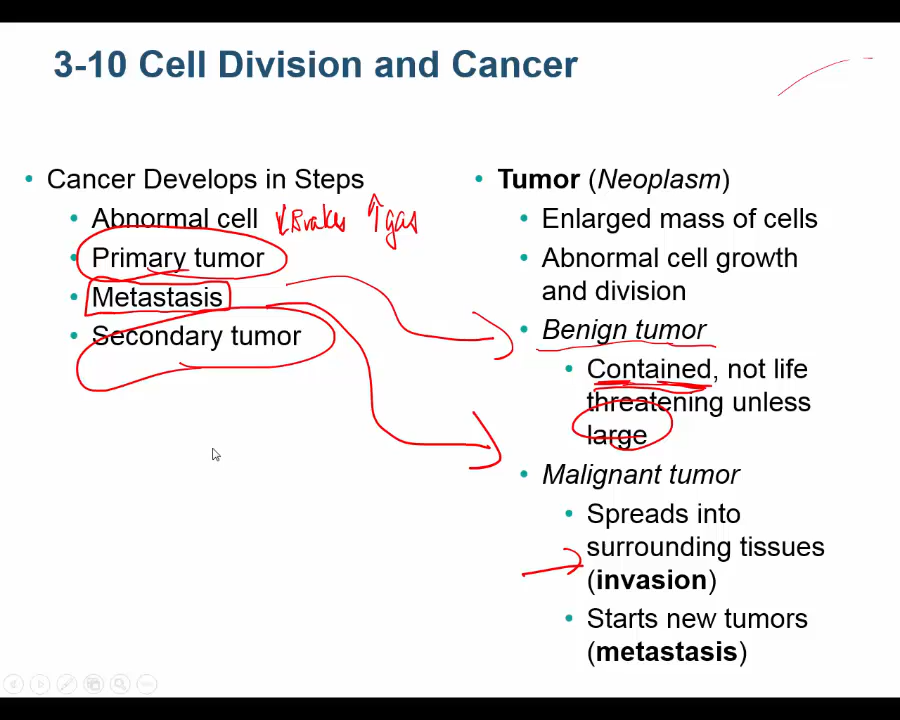 3-10 Cell Division and Cancer
• Cancer Develops in Steps
• Abnormal cell ↓Brakes ↑gas
• Primary tumor
• Metastasis
• Secondary tumor
• Tumor (Neoplasm)
• Enlarged mass of cells
• Abnormal cell growth
and division
• Benign tumor
• Contained, not life
threatening unless
large
• Malignant tumor
• Spreads into
surrounding tissues
(invasion)
• Starts new tumors
(metastasis)